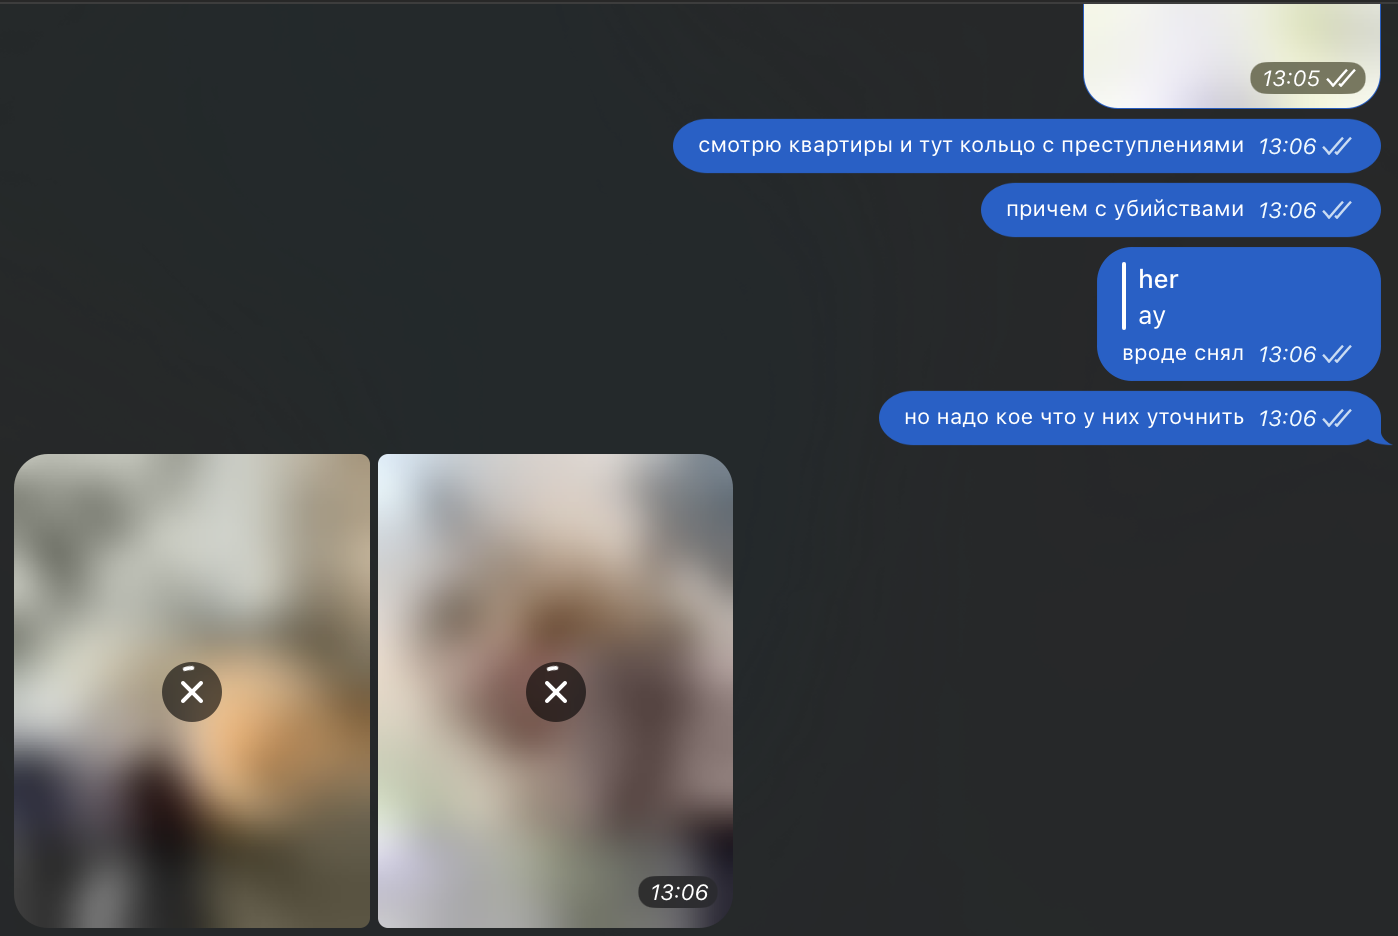 13:05
смотрю квартиры и тут кольцо с преступлениями 13:06
причем с убийствами 13:06
her
ay
вроде снял 13:06
но надо кое что у них уточнить 13:06
13:06